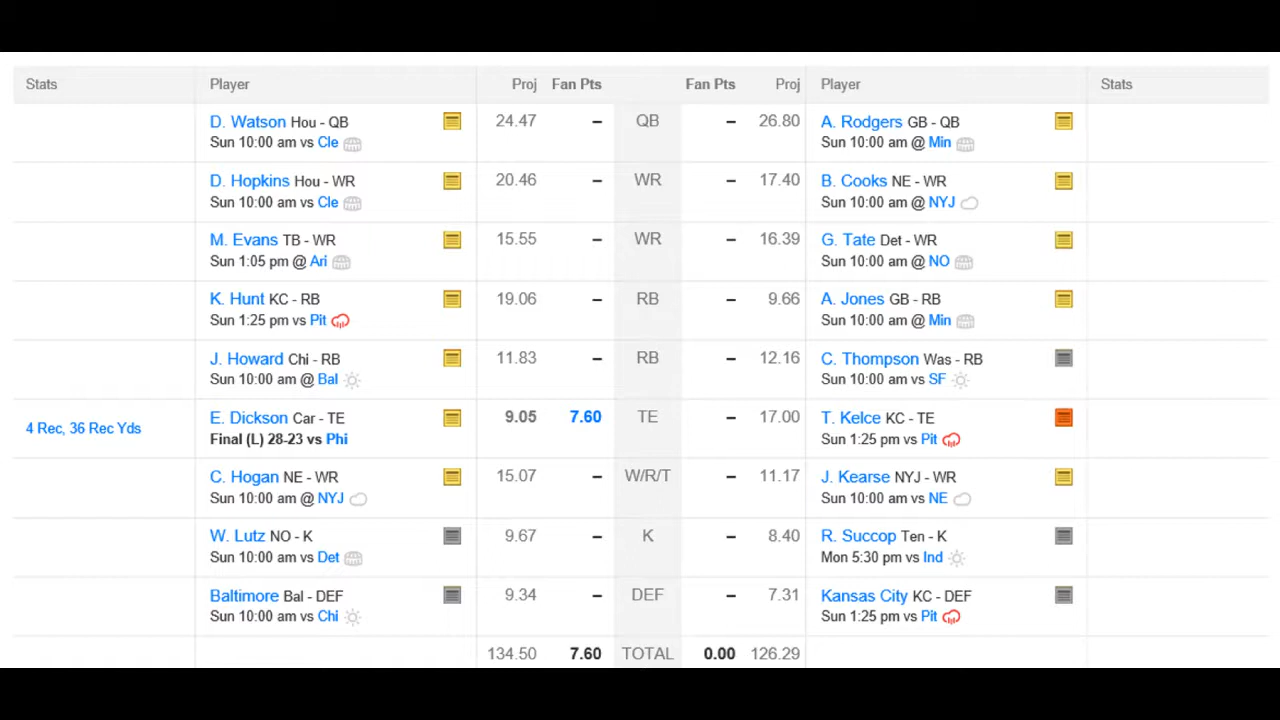 Stats Player Proj Fan Pts Fan Pts Proj Player Stats
D. Watson Hou - QB 24.47 – QB – 26.80 A. Rodgers GB - QB
Sun 10:00 am vs Cle Sun 10:00 am @ Min
D. Hopkins Hou - WR 20.46 – WR – 17.40 B. Cooks NE - WR
Sun 10:00 am vs Cle Sun 10:00 am @ NYJ
M. Evans TB - WR 15.55 – WR – 16.39 G. Tate Det - WR
Sun 1:05 pm @ Ari Sun 10:00 am @ NO
K. Hunt KC - RB 19.06 – RB – 9.66 A. Jones GB - RB
Sun 1:25 pm vs Pit Sun 10:00 am @ Min
J. Howard Chi - RB 11.83 – RB – 12.16 C. Thompson Was - RB
Sun 10:00 am @ Bal Sun 10:00 am vs SF
4 Rec, 36 Rec Yds E. Dickson Car - TE 9.05 7.60 TE – 17.00 T. Kelce KC - TE
Final (L) 28-23 vs Phi Sun 1:25 pm vs Pit
C. Hogan NE - WR 15.07 – W/R/T – 11.17 J. Kearse NYJ - WR
Sun 10:00 am @ NYJ Sun 10:00 am vs NE
W. Lutz NO - K 9.67 – K – 8.40 R. Succop Ten - K
Sun 10:00 am vs Det Mon 5:30 pm vs Ind
Baltimore Bal - DEF 9.34 – DEF – 7.31 Kansas City KC - DEF
Sun 10:00 am vs Chi Sun 1:25 pm vs Pit
134.50 7.60 TOTAL 0.00 126.29